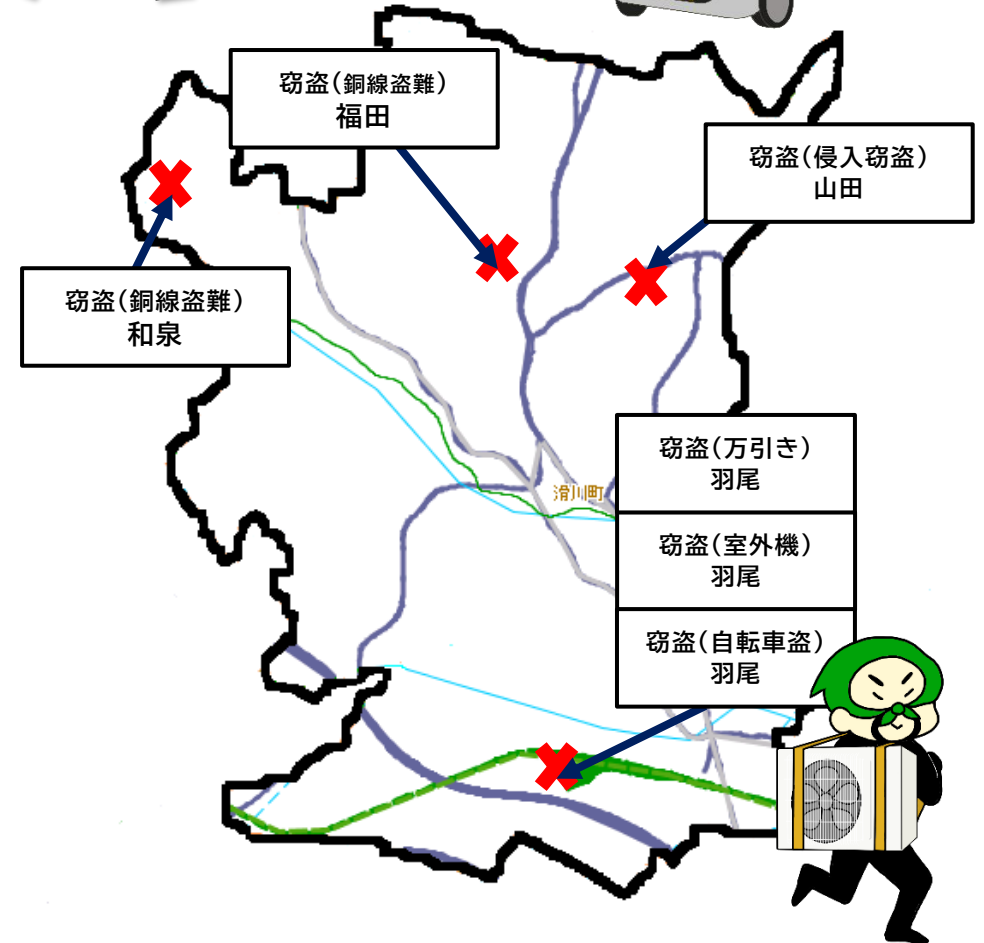 窃盗(銅線盗難)
福田
窃盗(侵入窃盗)
山田
窃盗(銅線盗難)
和泉
窃盗(万引き)
羽尾
滑川町
窃盗(室外機)
羽尾
窃盗(自転車盗)
羽尾